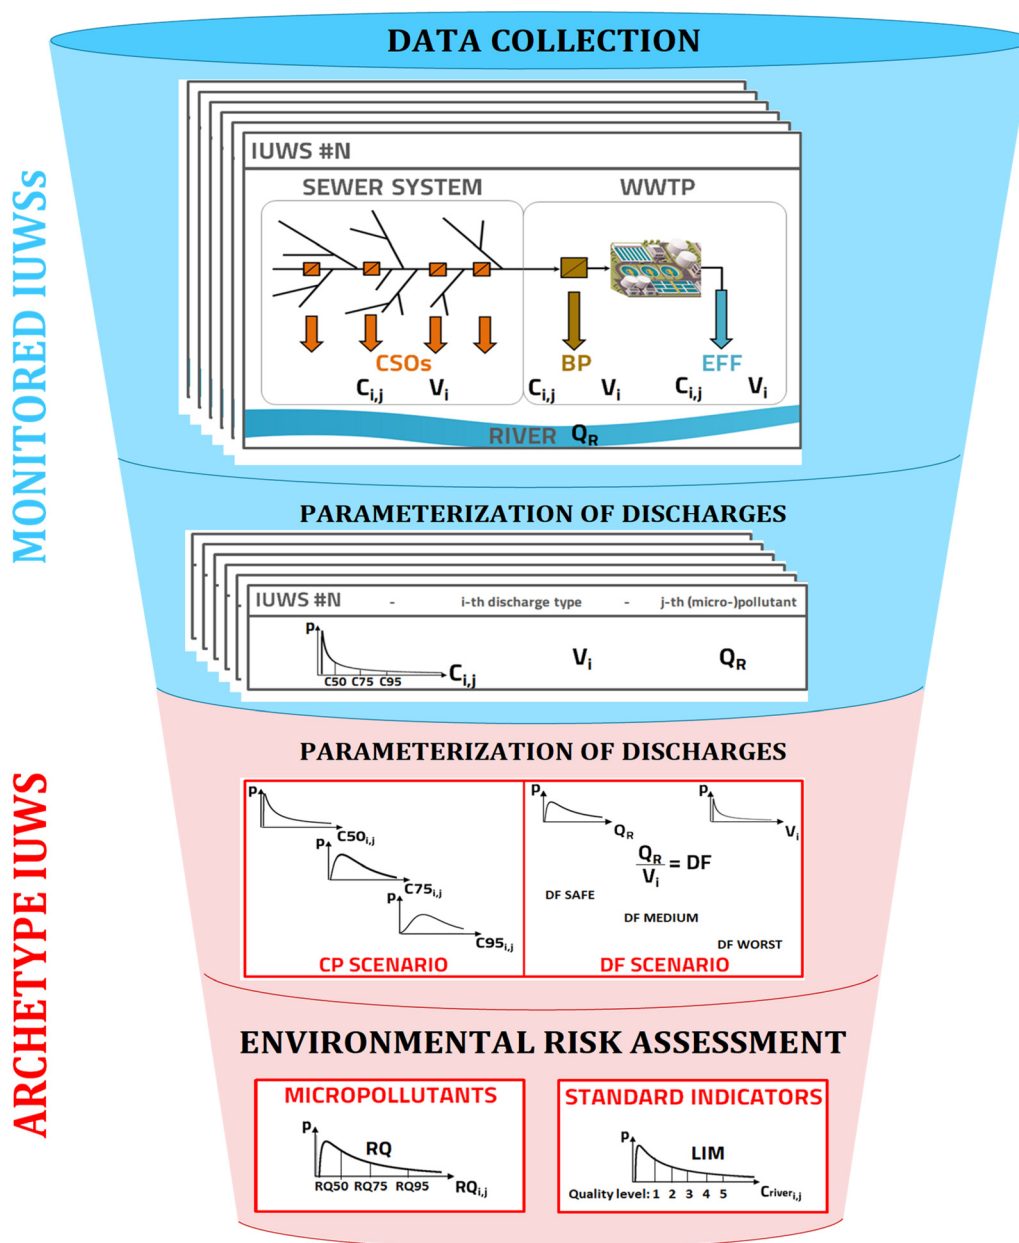 DATA COLLECTION
MONITORED IUWSs
IUWS #N
SEWER SYSTEM WWTP
CSOs BP EFF
Ci,j Vi Ci,j Vi Ci,j Vi
RIVER QR
PARAMETERIZATION OF DISCHARGES
IUWS #N - i-th discharge type - j-th (micro-)pollutant
p
C50 C75 C95 Ci,j Vi QR
ARCHETYPE IUWS
PARAMETERIZATION OF DISCHARGES
p
C50i,j
p
C75i,j
p
C95i,j
CP SCENARIO
p
QR
p
Vi
QR
Vi = DF
DF SAFE
DF MEDIUM
DF WORST
DF SCENARIO
ENVIRONMENTAL RISK ASSESSMENT
MICROPOLLUTANTS
p
RQ
RQ50 RQ75 RQ95 RQi,j
STANDARD INDICATORS
p
LIM
Quality level: 1 2 3 4 5 Criveri,j